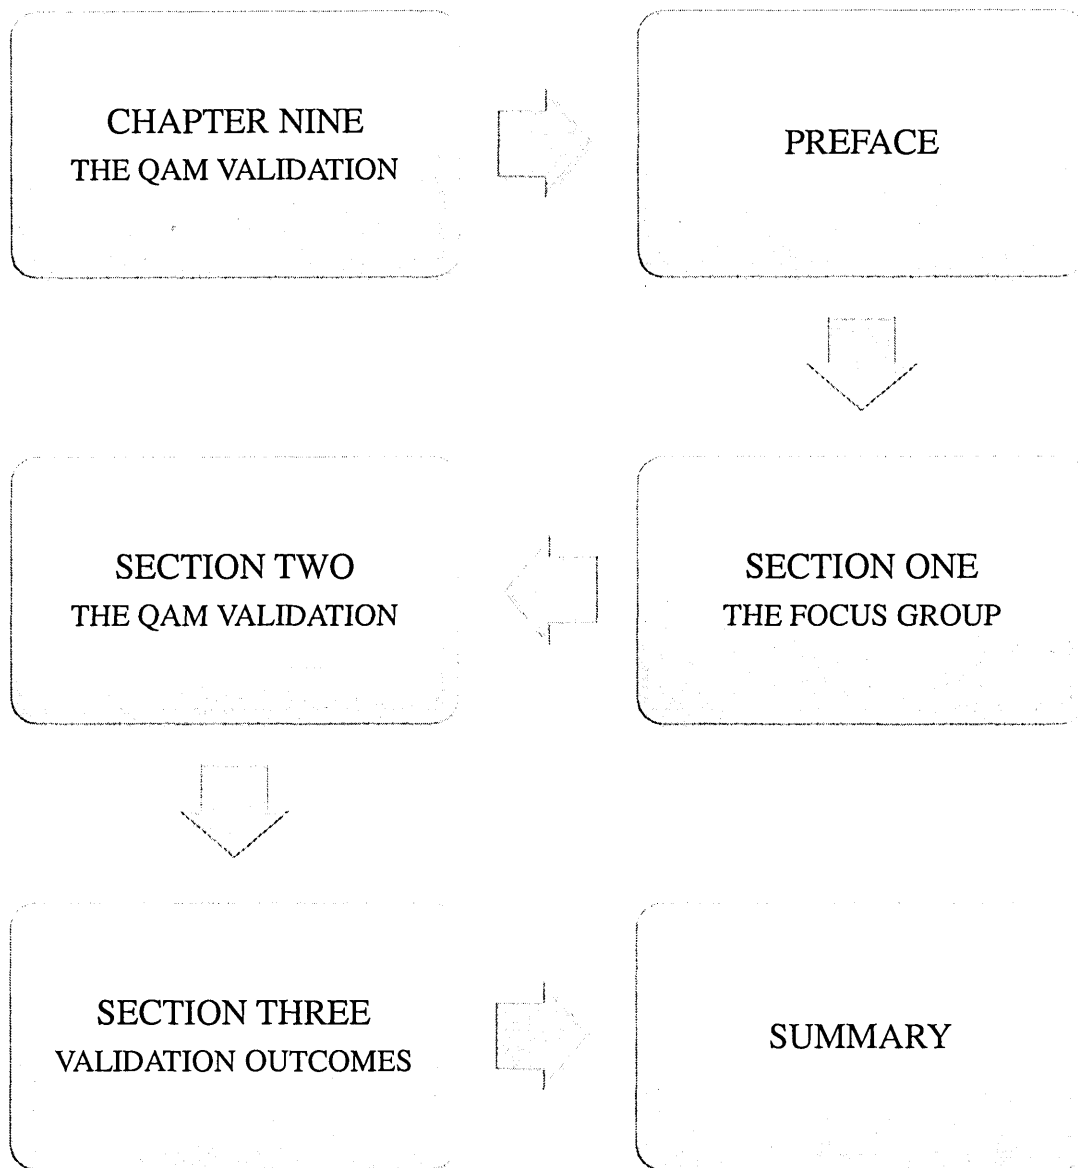 CHAPTER NINE
THE QAM VALIDATION
PREFACE
SECTION ONE
THE FOCUS GROUP
SECTION TWO
THE QAM VALIDATION
SECTION THREE
VALIDATION OUTCOMES
SUMMARY